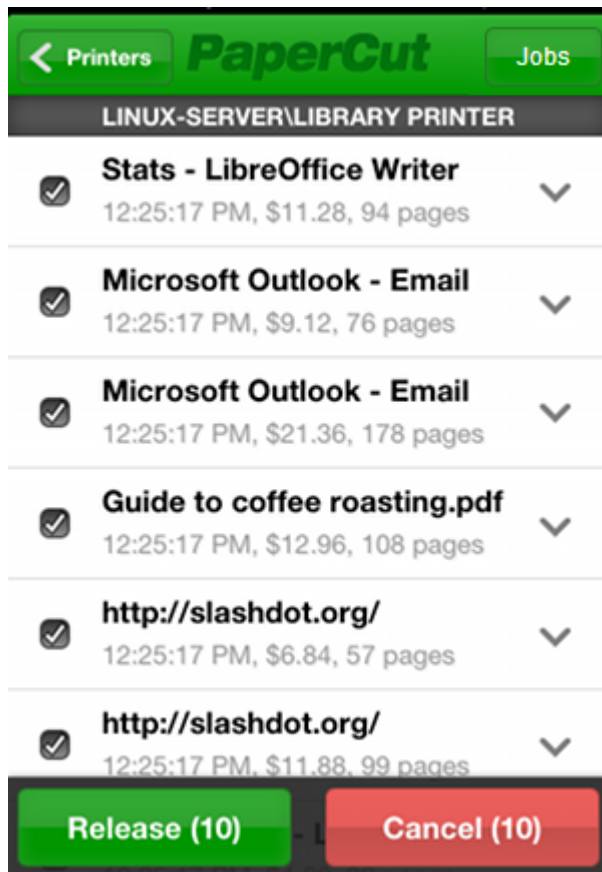 Printers PaperCut Jobs
LINUX-SERVER\LIBRARY PRINTER
Stats - LibreOffice Writer
12:25:17 PM, $11.28, 94 pages
Microsoft Outlook - Email
12:25:17 PM, $9.12, 76 pages
Microsoft Outlook - Email
12:25:17 PM, $21.36, 178 pages
Guide to coffee roasting.pdf
12:25:17 PM, $12.96, 108 pages
http://slashdot.org/
12:25:17 PM, $6.84, 57 pages
http://slashdot.org/
12:25:17 PM, $11.88, 99 pages
Release (10) Cancel (10)